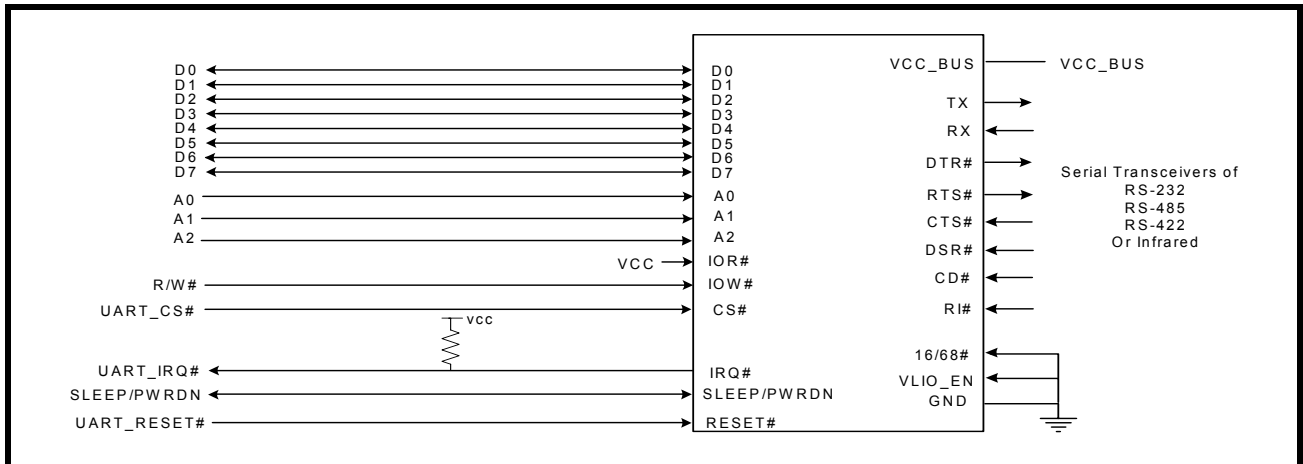 D0
D1
D2
D3
D4
D5
D6
D7
A0
A1
A2
VCC
R/W#
UART_CS#
vcc
UART_IRQ#
SLEEP/PWRDN
UART_RESET#
D0
D1
D2
D3
D4
D5
D6
D7
A0
A1
A2
IOR#
IOW#
CS#
IRQ#
SLEEP/PWRDN
RESET#
VCC_BUS
TX
RX
DTR#
RTS#
CTS#
DSR#
CD#
RI#
16/68#
VLIO_EN
GND
VCC_BUS
Serial Transceivers of
RS-232
RS-485
RS-422
Or Infrared